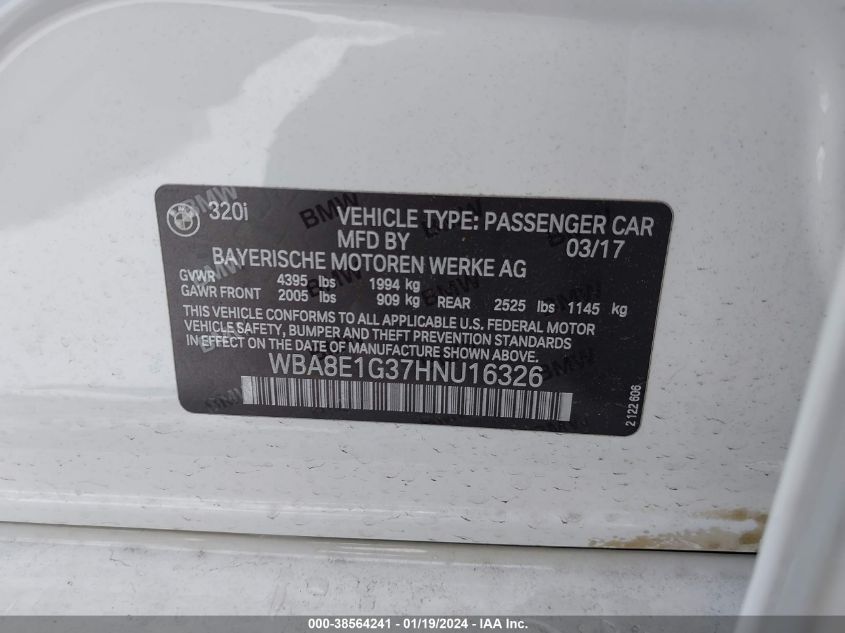 BMW 320i VEHICLE TYPE: PASSENGER CAR
MFD BY 03/17
BAYERISCHE MOTOREN WERKE AG
GVWR 4395 lbs 1994 kg
GAWR FRONT 2005 lbs 909 kg REAR 2525 lbs 1145 kg
THIS VEHICLE CONFORMS TO ALL APPLICABLE U.S. FEDERAL MOTOR
VEHICLE SAFETY, BUMPER AND THEFT PREVENTION STANDARDS
IN EFFECT ON THE DATE OF MANUFACTURE SHOWN ABOVE.
WBA8E1G37HNU16326
2 122 606
000-38564241 - 01/19/2024 - IAA Inc.